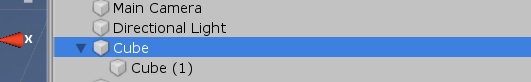 Main Camera
Directional Light
x
Cube
Cube (1)